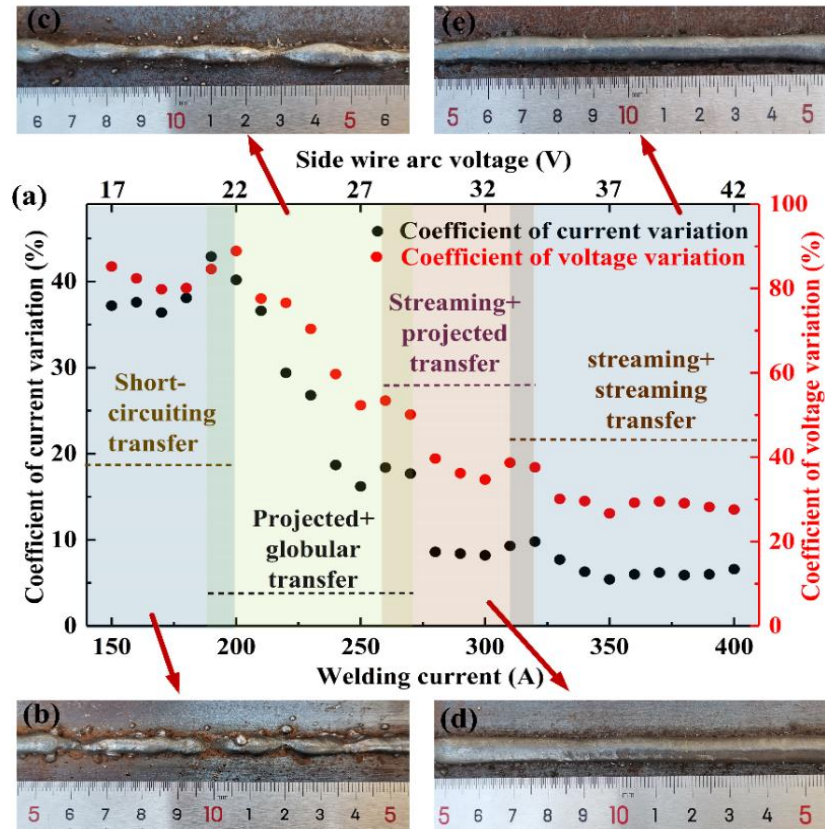 (c)
6 7 8 9 10 1 2 3 4 5 6
(e)
5 6 7 8 9 10 1 2 3 4 5
Side wire arc voltage (V)
17 22 27 32 37 42
(a)
Coefficient of current variation (%)
40
30
20
10
0
100
80
60
40
20
0
Coefficient of voltage variation (%)
Coefficient of current variation
Coefficient of voltage variation
Short-
circuiting
transfer
Projected+
globular
transfer
Streaming+
projected
transfer
streaming+
streaming
transfer
150 200 250 300 350 400
Welding current (A)
(b)
5 6 7 8 9 10 1 2 3 4 5
(d)
5 6 7 8 9 10 1 2 3 4 5